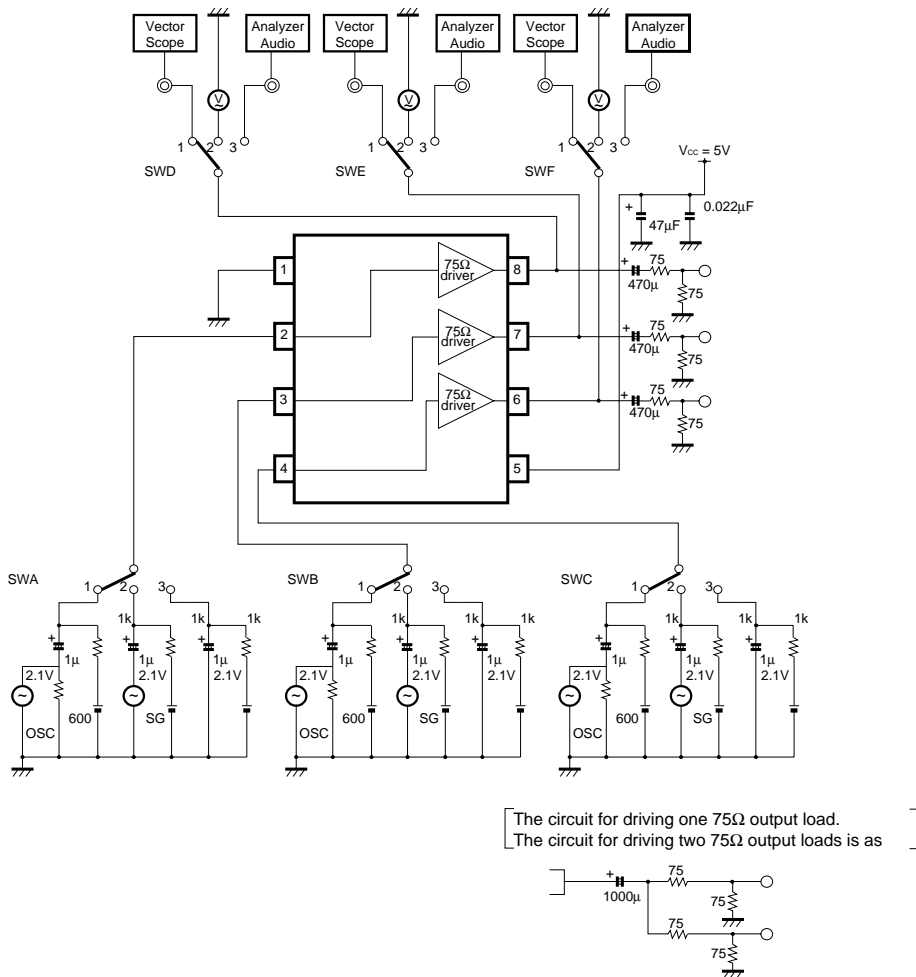 Vector Scope
Analyzer Audio
Vector Scope
Analyzer Audio
Vector Scope
Analyzer Audio
V
V
V
1
2
3
1
2
3
1
2
3
SWD
SWE
SWF
Vcc = 5V
+
47µF
0.022µF
1
75Ω driver
8
+
470µ
75
75
2
75Ω driver
7
+
470µ
75
75
3
75Ω driver
6
+
470µ
75
75
4
5
SWA
1
2
3
SWB
1
2
3
SWC
1
2
3
1k
1k
1k
+
1µ
+
1µ
+
1µ
2.1V
2.1V
2.1V
OSC
600
SG
1k
1k
1k
+
1µ
+
1µ
+
1µ
2.1V
2.1V
2.1V
OSC
600
SG
1k
1k
1k
+
1µ
+
1µ
+
1µ
2.1V
2.1V
2.1V
OSC
600
SG
The circuit for driving one 75Ω output load.
The circuit for driving two 75Ω output loads is as
+
1000µ
75
75
75
75